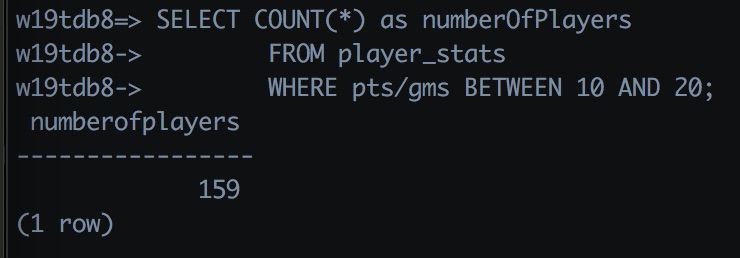 w19tdb8=> SELECT COUNT(*) as numberOfPlayers
w19tdb8->        FROM player_stats
w19tdb8->        WHERE pts/gms BETWEEN 10 AND 20;
 numberofplayers
-----------------
             159
(1 row)